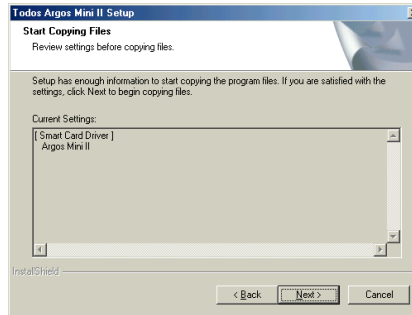 Todos Argos Mini II Setup
Start Copying Files
Review settings before copying files.
Setup has enough information to start copying the program files. If you are satisfied with the
settings, click Next to begin copying files.
Current Settings:
[ Smart Card Driver ]
Argos Mini II
InstallShield
< Back
Next >
Cancel